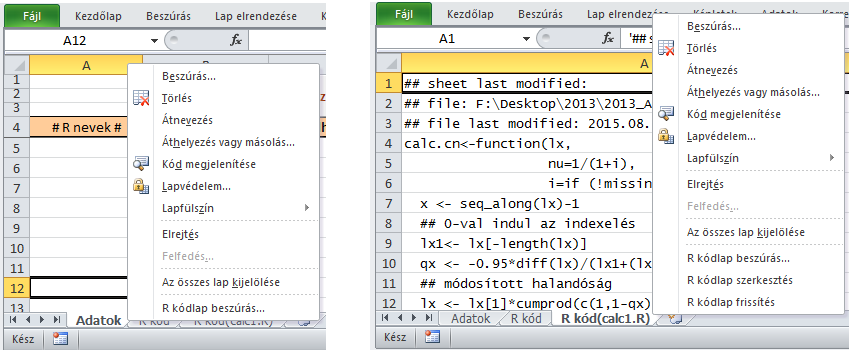 Fájl Kezdőlap Beszúrás Lap elrendezése
A12 fx
A
1
2
3
4 # R nevek #
5
6
7
8
9
10
11
12
13
Beszúrás...
Törlés
Átnevezés
Áthelyezés vagy másolás...
Kód megjelenítése
Lapvédelem...
Lapfülszín
Elrejtés
Felfedés...
Az összes lap kijelölése
R kódlap beszúrás...
Adatok R kód R kód(calc1.R)
Kész
Fájl Kezdőlap Beszúrás Lap elrendezése Képletek Adatok
A1 fx '## s
A
1 ## sheet last modified:
2 ## file: F:\Desktop\2013\2013_A
3 ## file last modified: 2015.08.
4 calc.cn<-function(lx,
5 nu=1/(1+i),
6 i=if (!missin
7 x <- seq_along(lx)-1
8 ## 0-val indul az indexelés
9 lx1<- lx[-length(lx)]
10 qx <- -0.95*diff(lx)/(lx1+(lx
11 ## módosított halandóság
12 lx <- lx[1]*cumprod(c(1,1-qx)
Beszúrás...
Törlés
Átnevezés
Áthelyezés vagy másolás...
Kód megjelenítése
Lapvédelem...
Lapfülszín
Elrejtés
Felfedés...
Az összes lap kijelölése
R kódlap beszúrás...
R kódlap szerkesztés
R kódlap frissítés
Adatok R kód R kód(calc1.R)
Kész